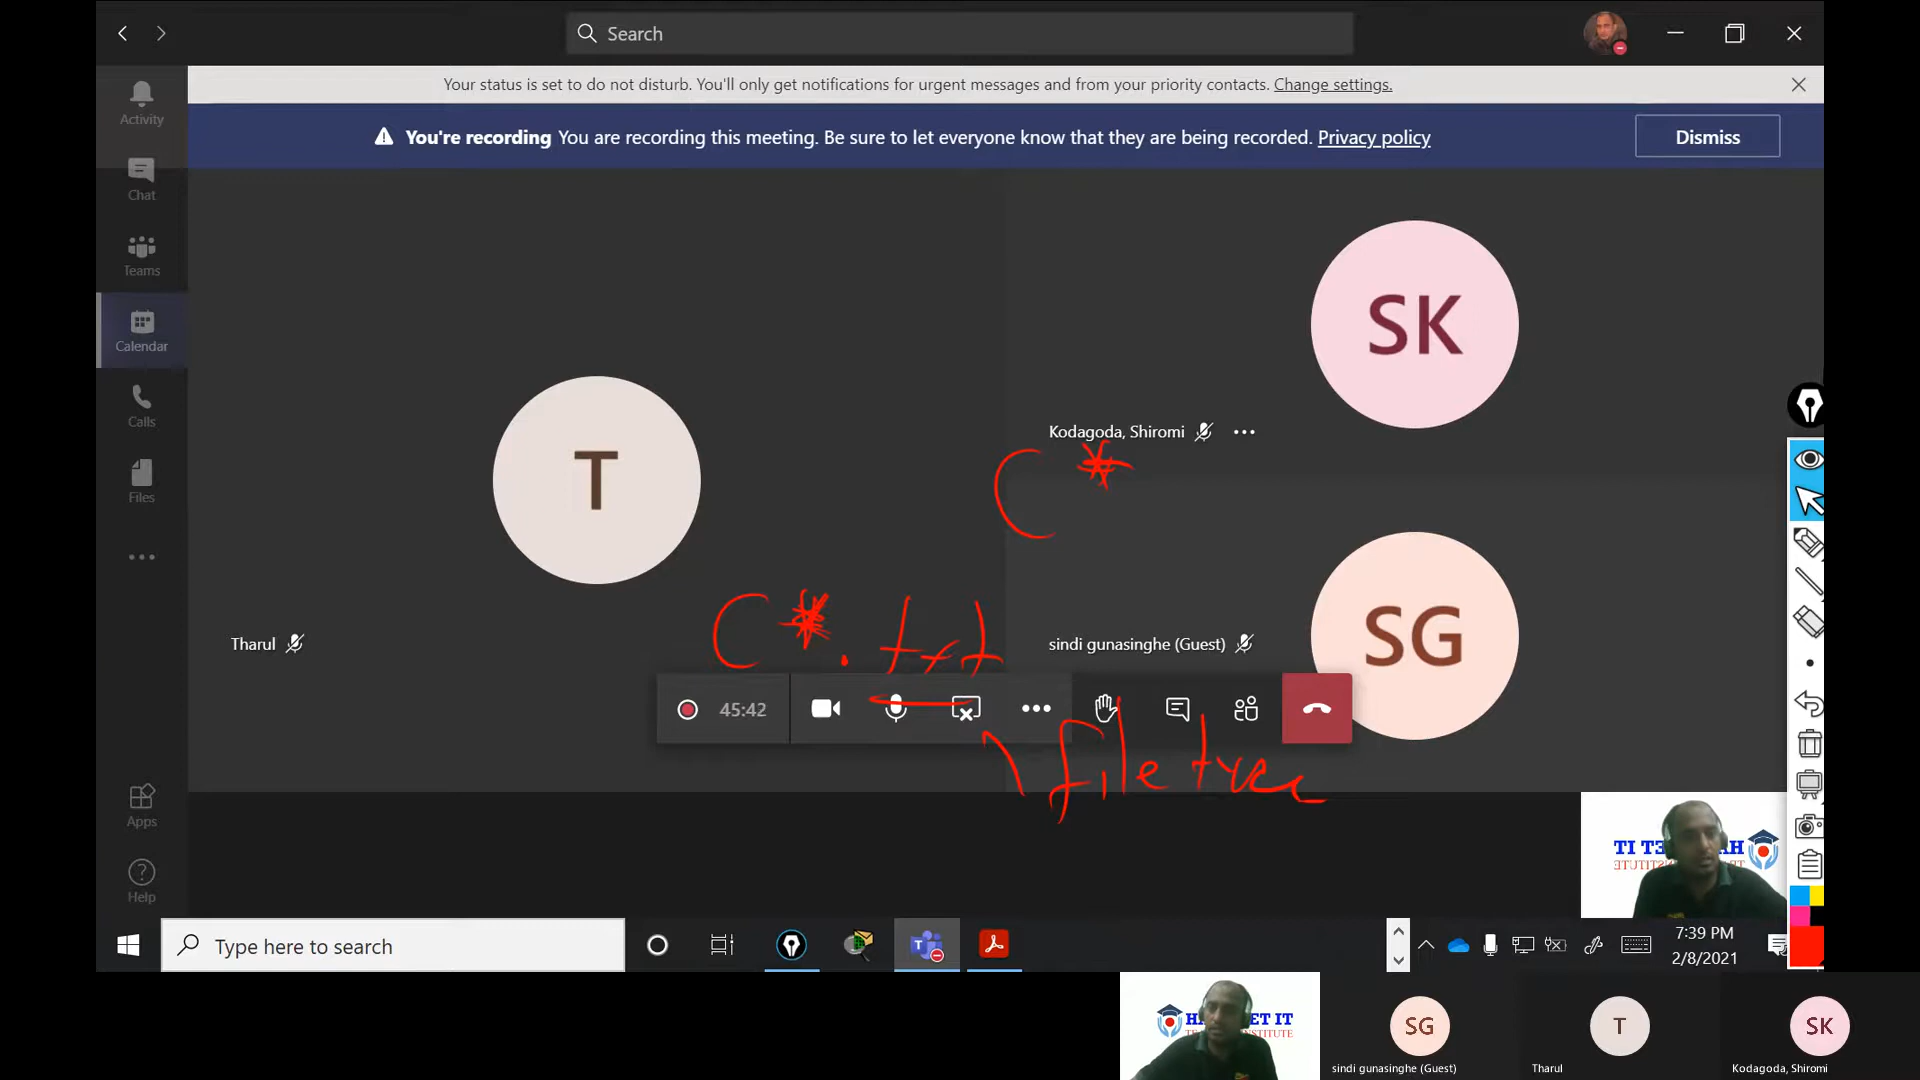 Search
Your status is set to do not disturb. You'll only get notifications for urgent messages and from your priority contacts. Change settings.
You're recording You are recording this meeting. Be sure to let everyone know that they are being recorded. Privacy policy
Dismiss
Activity
Chat
Teams
Calendar
Calls
Files
Apps
Help
SK
Kodagoda, Shiromi
T
Tharul
SG
sindi gunasinghe (Guest)
C*
C*.txt
file
45:42
Type here to search
7:39 PM
2/8/2021
SG
sindi gunasinghe (Guest)
T
Tharul
SK
Kodagoda, Shiromi